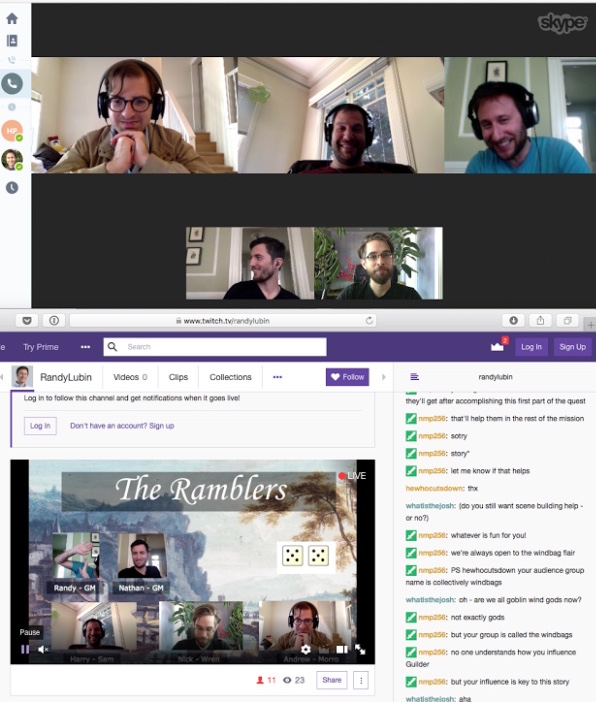 skype
HP
www.twitch.tv/randylubin
Try Prime
•••
Search
2
Log In
Sign Up
RandyLubin
Videos 0
Clips
Collections
•••
Follow
Log in to follow this channel and get notifications when it goes live!
Log In
Don't have an account? Sign up
The Ramblers
LIVE
Randy - GM
Nathan - GM
Pause
Harry - Sam
Nick - Wren
Andrew - Morro
11
23
Share
randylubin
they'll get after accomplishing this first part of the quest
nmp256: that'll help them in the rest of the mission
nmp256: sotry
nmp256: story*
nmp256: let me know if that helps
hewhocutsdown: thx
whatisthejosh: (do you still want scene building help -
or no?)
nmp256: whatever is fun for you!
nmp256: we're always open to the windbag flair
nmp256: PS hewhocutsdown your audience group
name is collectively windbags
whatisthejosh: oh - are we all goblin wind gods now?
nmp256: not exactly gods
nmp256: but your group is called the windbags
nmp256: no one understands how you influence
Guilder
nmp256: but your influence is key to this story
whatisthejosh: aha